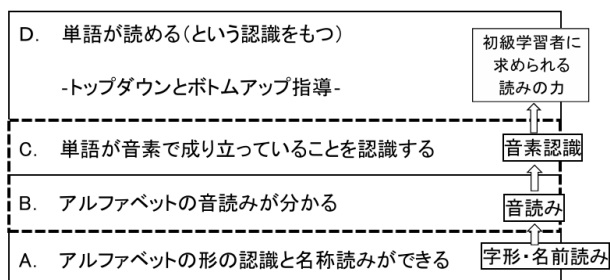 D. 単語が読める(という認識をもつ)
-トップダウンとボトムアップ指導-
初級学習者に
求められる
読みの力
C. 単語が音素で成り立っていることを認識する
音素認識
B. アルファベットの音読みが分かる
音読み
A. アルファベットの形の認識と名称読みができる
字形・名前読み